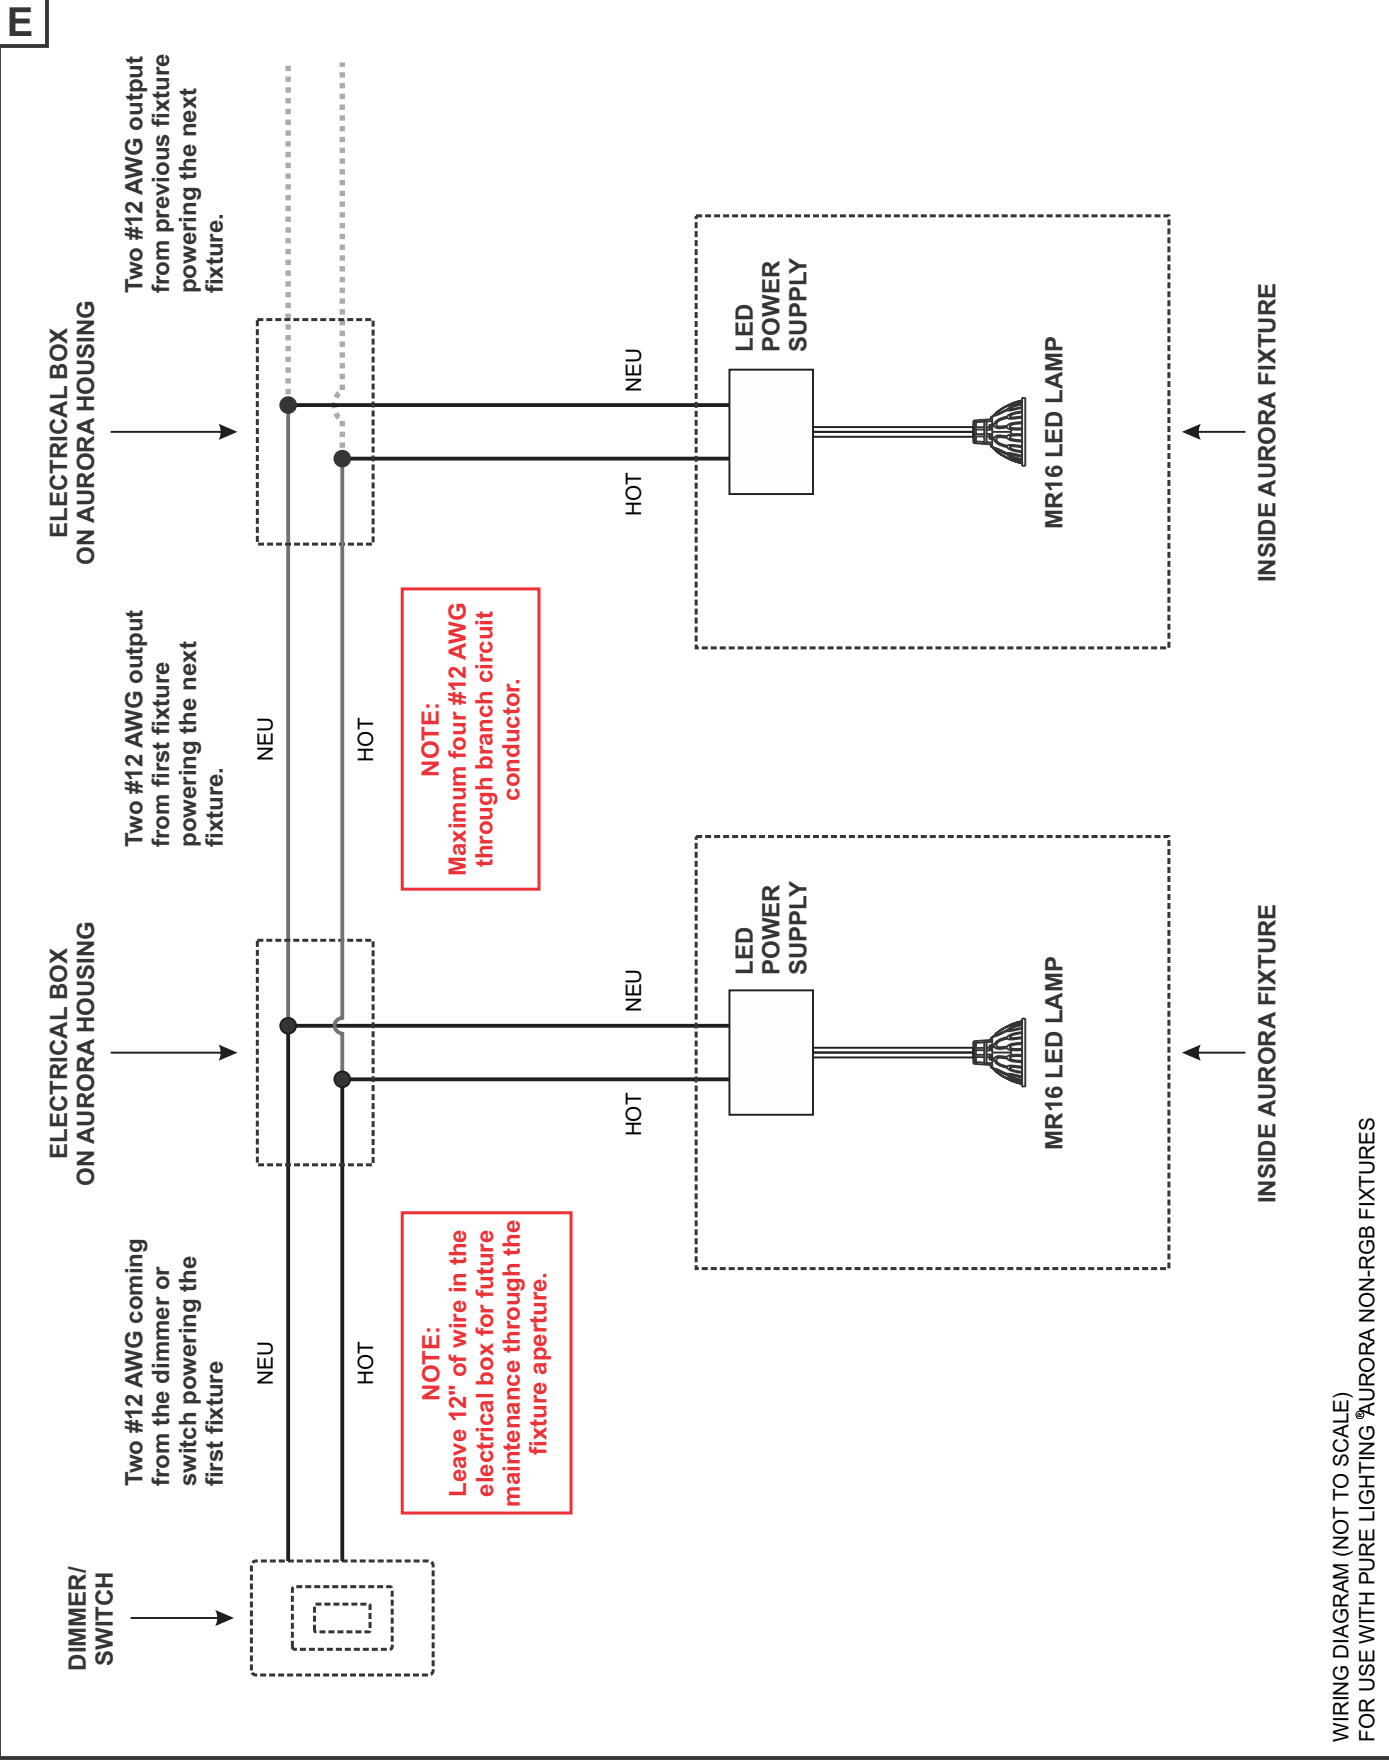 E
DIMMER/
SWITCH
Two #12 AWG coming
from the dimmer or
switch powering the
first fixture
NEU
HOT
NOTE:
Leave 12" of wire in the
electrical box for future
maintenance through the
fixture aperture.
ELECTRICAL BOX
ON AURORA HOUSING
Two #12 AWG output
from first fixture
powering the next
fixture.
NEU
HOT
NOTE:
Maximum four #12 AWG
through branch circuit
conductor.
ELECTRICAL BOX
ON AURORA HOUSING
Two #12 AWG output
from previous fixture
powering the next
fixture.
HOT
NEU
LED
POWER
SUPPLY
MR16 LED LAMP
INSIDE AURORA FIXTURE
HOT
NEU
LED
POWER
SUPPLY
MR16 LED LAMP
INSIDE AURORA FIXTURE
WIRING DIAGRAM (NOT TO SCALE)
FOR USE WITH PURE LIGHTING ® AURORA NON-RGB FIXTURES